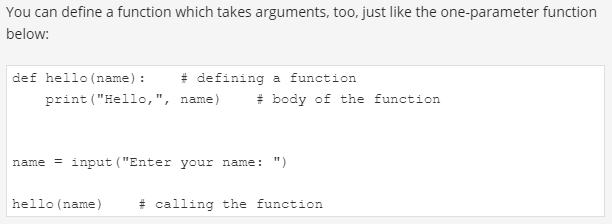 You can define a function which takes arguments, too, just like the one-parameter function
below:
def hello(name):    # defining a function
    print("Hello,", name)    # body of the function
name = input("Enter your name: ")
hello(name)    # calling the function